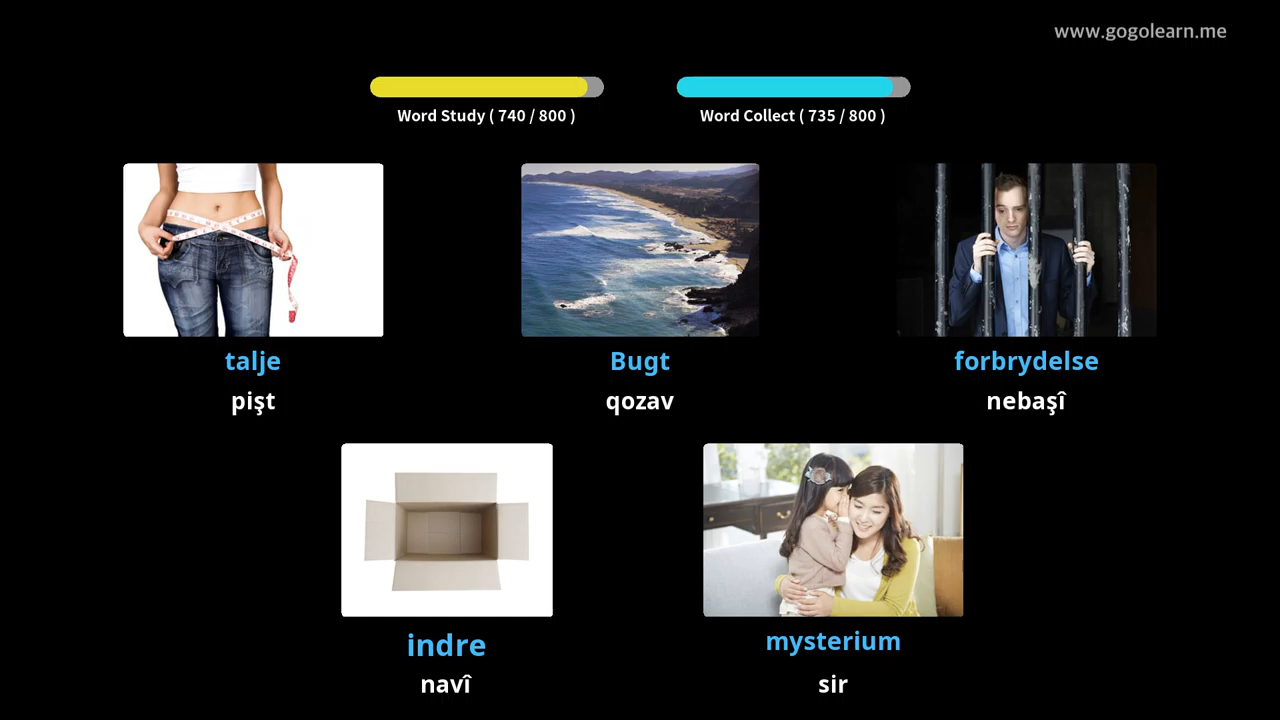 www.gogolearn.me
Word Study ( 740 / 800 )
Word Collect ( 735 / 800 )
talje
pişt
Bugt
qozav
forbrydelse
nebaşî
indre
navî
mysterium
sir